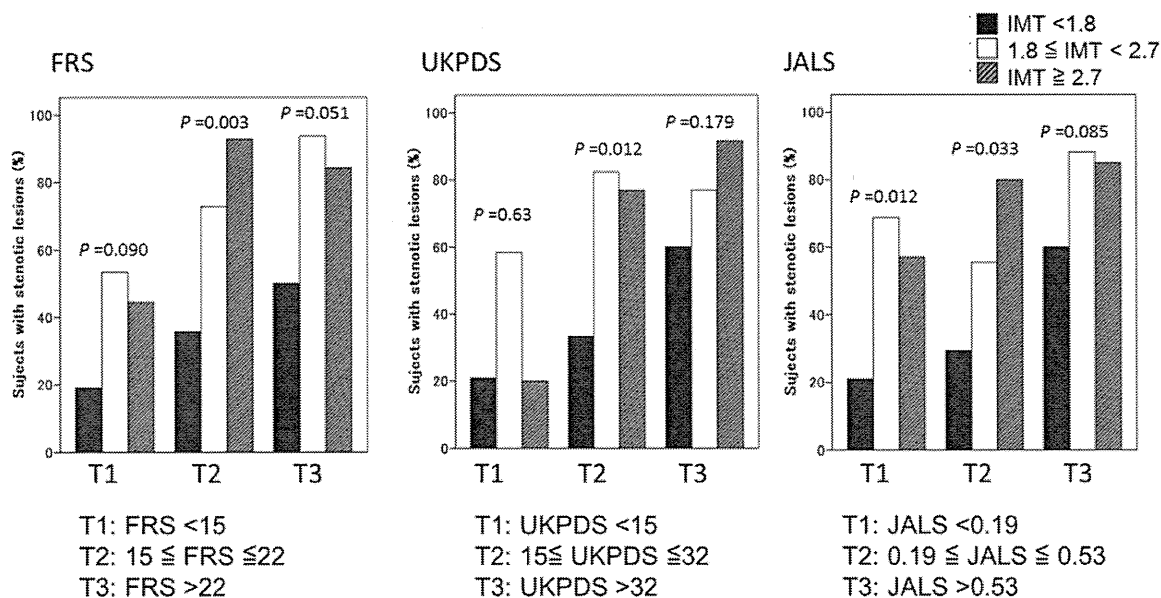 IMT <1.8
1.8 ≦ IMT < 2.7
IMT ≧ 2.7
FRS
Sujects with stenotic lesions (%)
100
80
60
40
20
0
P =0.090
P =0.003
P =0.051
T1
T2
T3
T1: FRS <15
T2: 15 ≦ FRS ≦22
T3: FRS >22
UKPDS
Sujects with stenotic lesions (%)
100
80
60
40
20
0
P =0.63
P =0.012
P =0.179
T1
T2
T3
T1: UKPDS <15
T2: 15≦ UKPDS ≦32
T3: UKPDS >32
JALS
Sujects with stenotic lesions (%)
100
80
60
40
20
0
P =0.012
P =0.033
P =0.085
T1
T2
T3
T1: JALS <0.19
T2: 0.19 ≦ JALS ≦ 0.53
T3: JALS >0.53